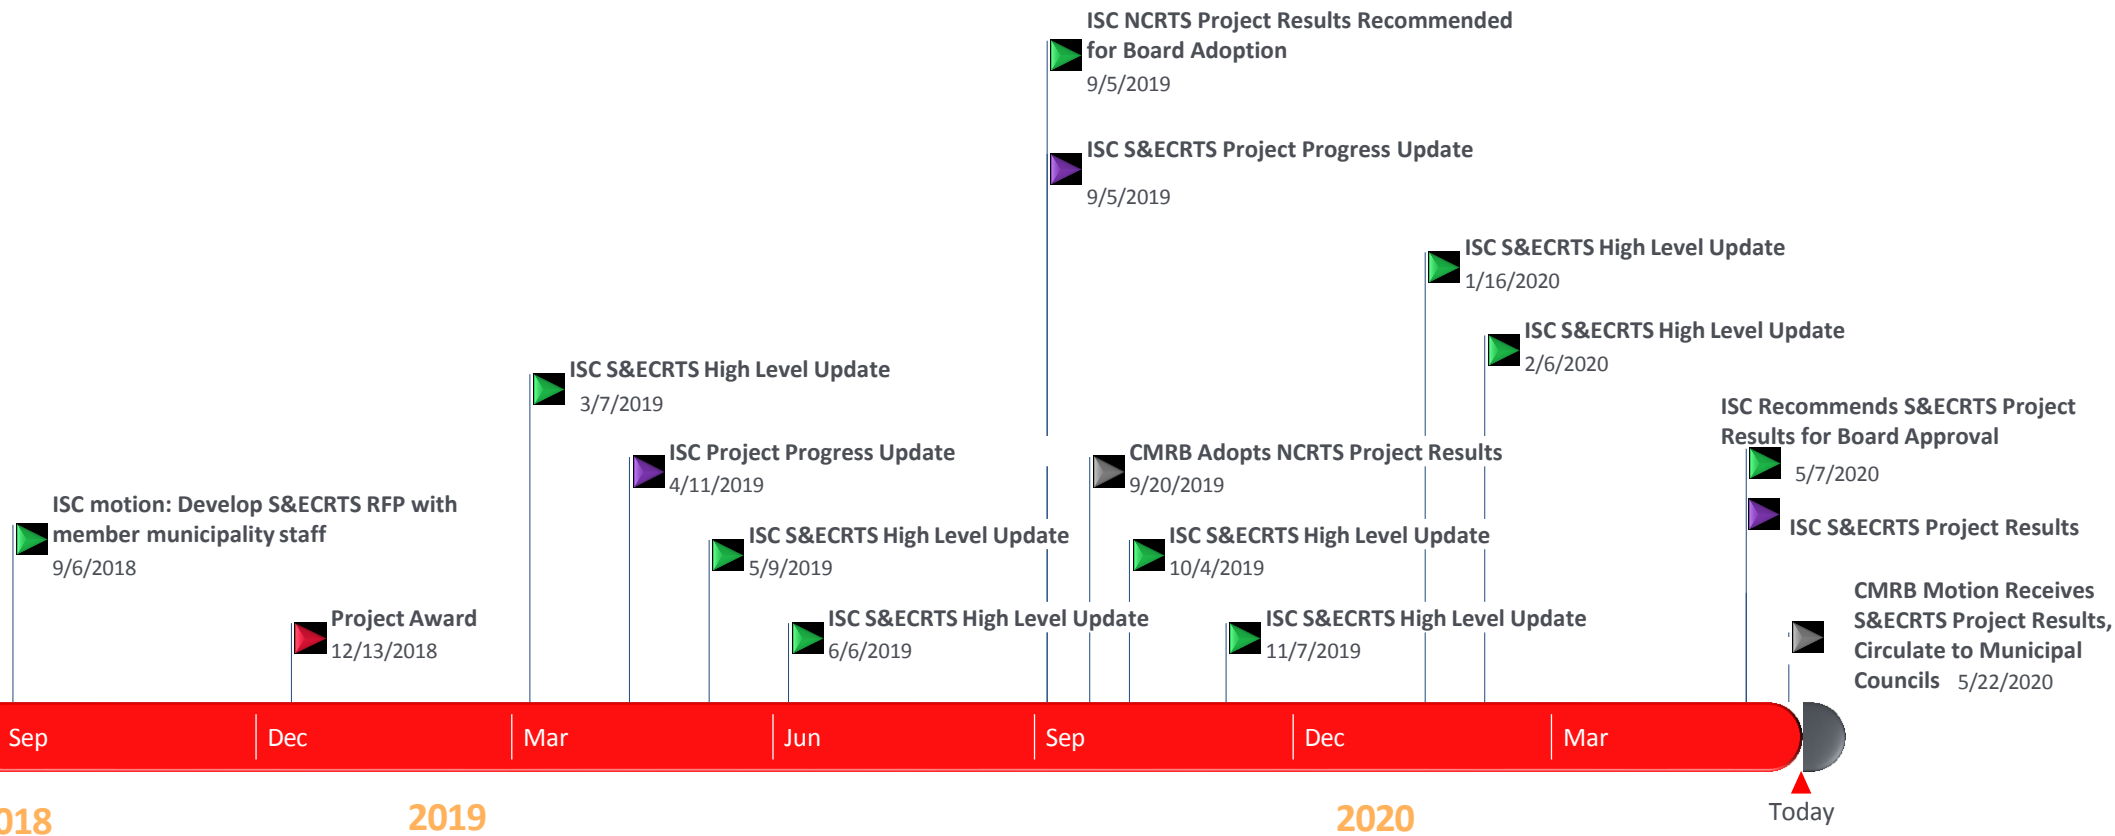 ISC NCRTS Project Results Recommended
for Board Adoption
9/5/2019
ISC S&ECRTS Project Progress Update
9/5/2019
ISC S&ECRTS High Level Update
1/16/2020
ISC S&ECRTS High Level Update
2/6/2020
ISC S&ECRTS High Level Update
3/7/2019
ISC Recommends S&ECRTS Project
Results for Board Approval
5/7/2020
ISC Project Progress Update
4/11/2019
CMRB Adopts NCRTS Project Results
9/20/2019
ISC motion: Develop S&ECRTS RFP with
member municipality staff
9/6/2018
ISC S&ECRTS High Level Update
5/9/2019
ISC S&ECRTS High Level Update
10/4/2019
ISC S&ECRTS Project Results
Project Award
12/13/2018
ISC S&ECRTS High Level Update
6/6/2019
ISC S&ECRTS High Level Update
11/7/2019
CMRB Motion Receives
S&ECRTS Project Results,
Circulate to Municipal
Councils 5/22/2020
Sep Dec Mar Jun Sep Dec Mar
018 2019 2020
Today